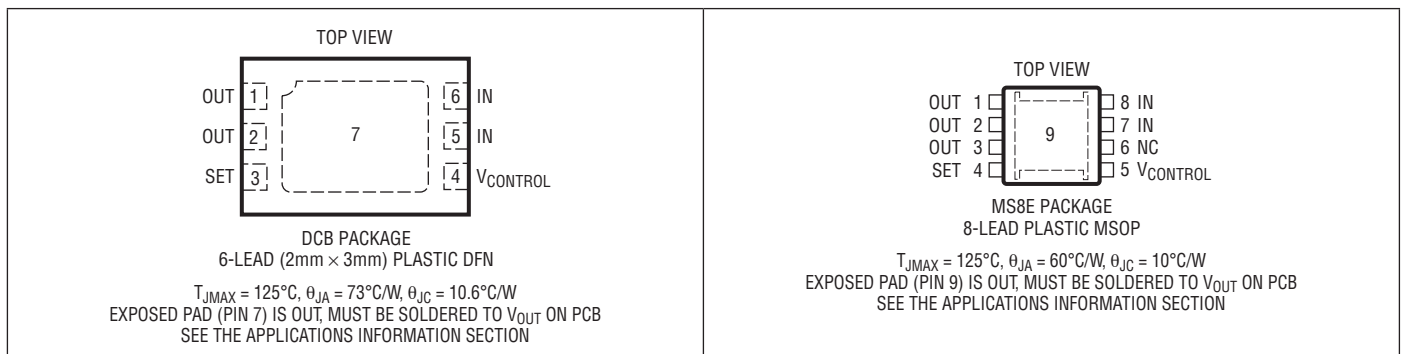 TOP VIEW
OUT 1
OUT 2
SET 3
7
6 IN
5 IN
4 VCONTROL
DCB PACKAGE
6-LEAD (2mm × 3mm) PLASTIC DFN
TJMAX = 125°C, θJA = 73°C/W, θJC = 10.6°C/W
EXPOSED PAD (PIN 7) IS OUT, MUST BE SOLDERED TO VOUT ON PCB
SEE THE APPLICATIONS INFORMATION SECTION
TOP VIEW
OUT 1
OUT 2
OUT 3
SET 4
9
8 IN
7 IN
6 NC
5 VCONTROL
MS8E PACKAGE
8-LEAD PLASTIC MSOP
TJMAX = 125°C, θJA = 60°C/W, θJC = 10°C/W
EXPOSED PAD (PIN 9) IS OUT, MUST BE SOLDERED TO VOUT ON PCB
SEE THE APPLICATIONS INFORMATION SECTION